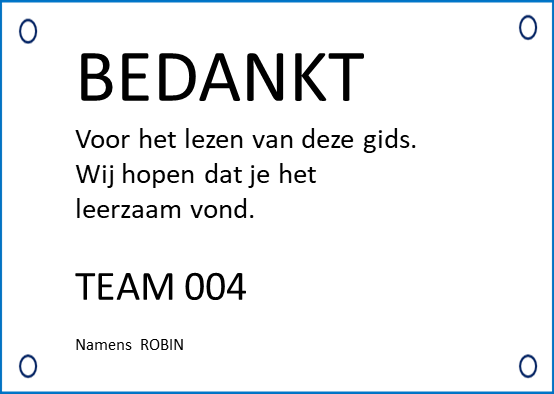 BEDANKT
Voor het lezen van deze gids.
Wij hopen dat je het
leerzaam vond.
TEAM 004
Namens ROBIN